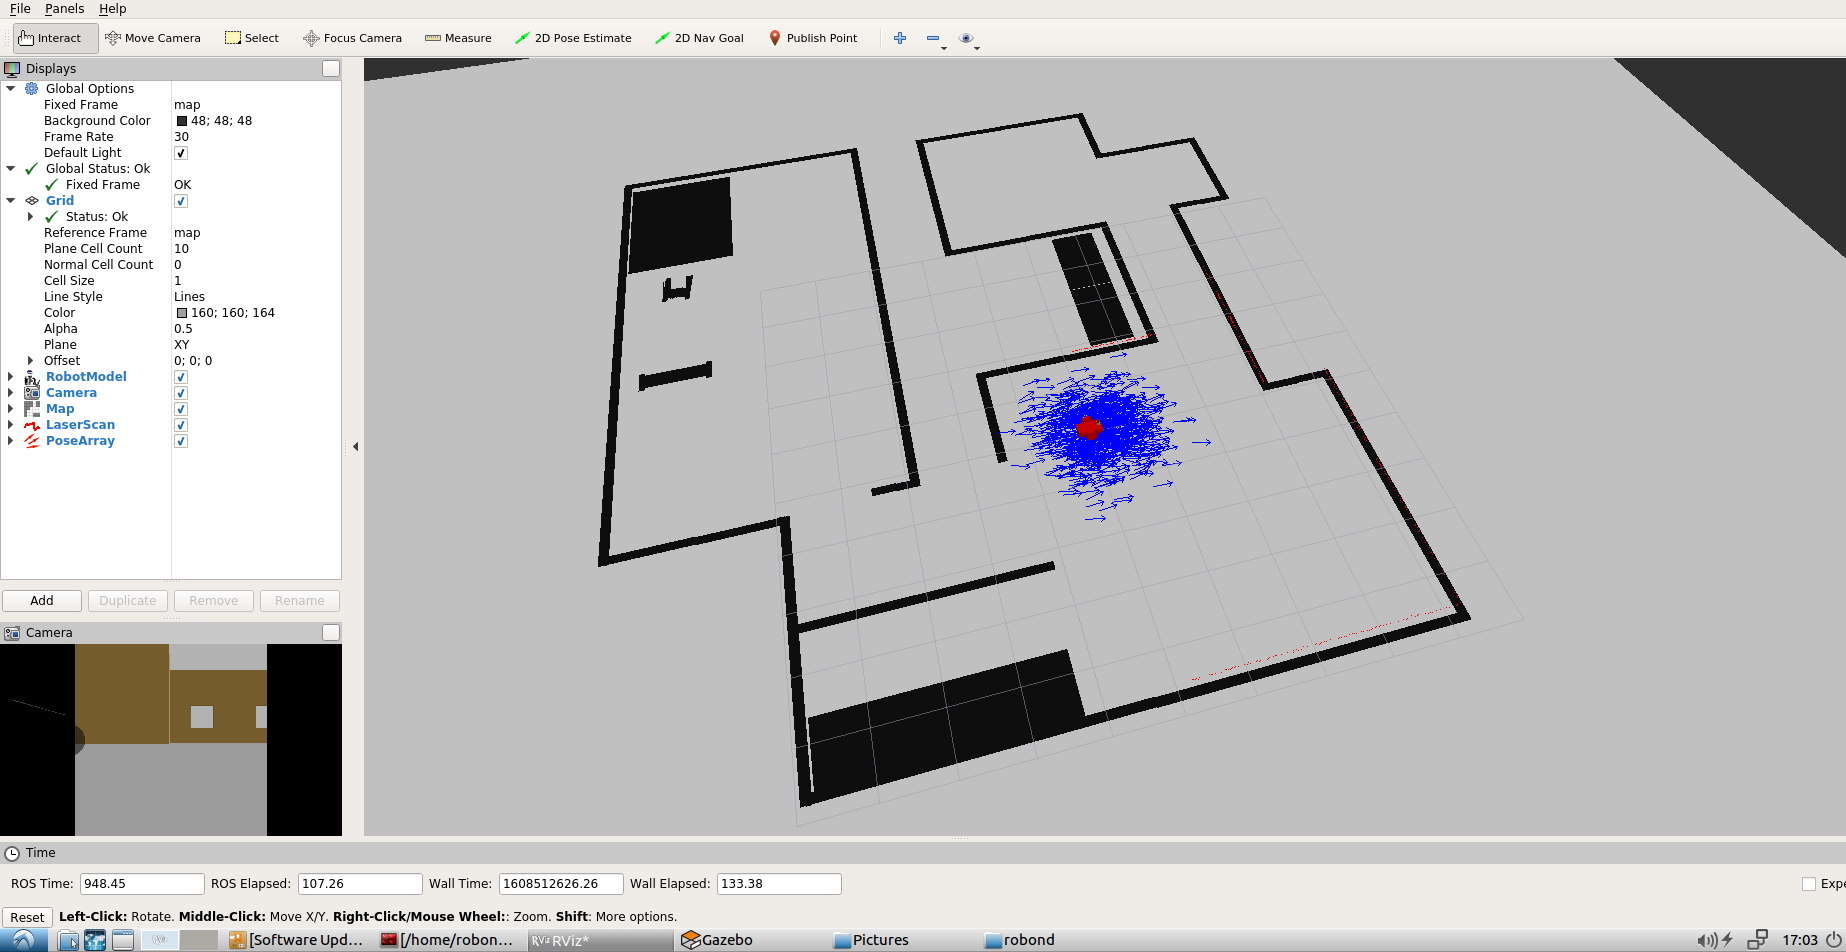 File Panels Help
Interact Move Camera Select Focus Camera Measure 2D Pose Estimate 2D Nav Goal Publish Point
Displays
Global Options
Fixed Frame map
Background Color 48; 48; 48
Frame Rate 30
Default Light
Global Status: Ok
Fixed Frame OK
Grid
Status: Ok
Reference Frame map
Plane Cell Count 10
Normal Cell Count 0
Cell Size 1
Line Style Lines
Color 160; 160; 164
Alpha 0.5
Plane XY
Offset 0; 0; 0
RobotModel
Camera
Map
LaserScan
PoseArray
Add Duplicate Remove Rename
Camera
Time
ROS Time: 948.45 ROS Elapsed: 107.26 Wall Time: 1608512626.26 Wall Elapsed: 133.38 Expe
Reset Left-Click: Rotate. Middle-Click: Move X/Y. Right-Click/Mouse Wheel:: Zoom. Shift: More options.
[Software Upd... [/home/robon... RViz RViz* Gazebo Pictures robond 17:03